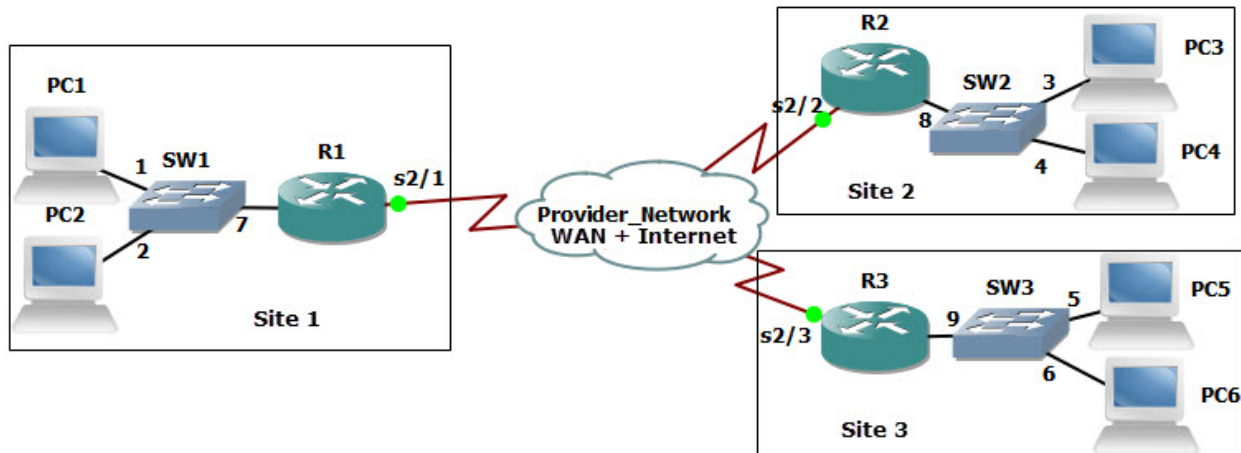 PC1
1
SW1
R1
s2/1
7
PC2
2
Site 1
Provider_Network
WAN + Internet
R2
s2/2
8
SW2
3
PC3
4
PC4
Site 2
R3
s2/3
9
SW3
5
PC5
6
PC6
Site 3